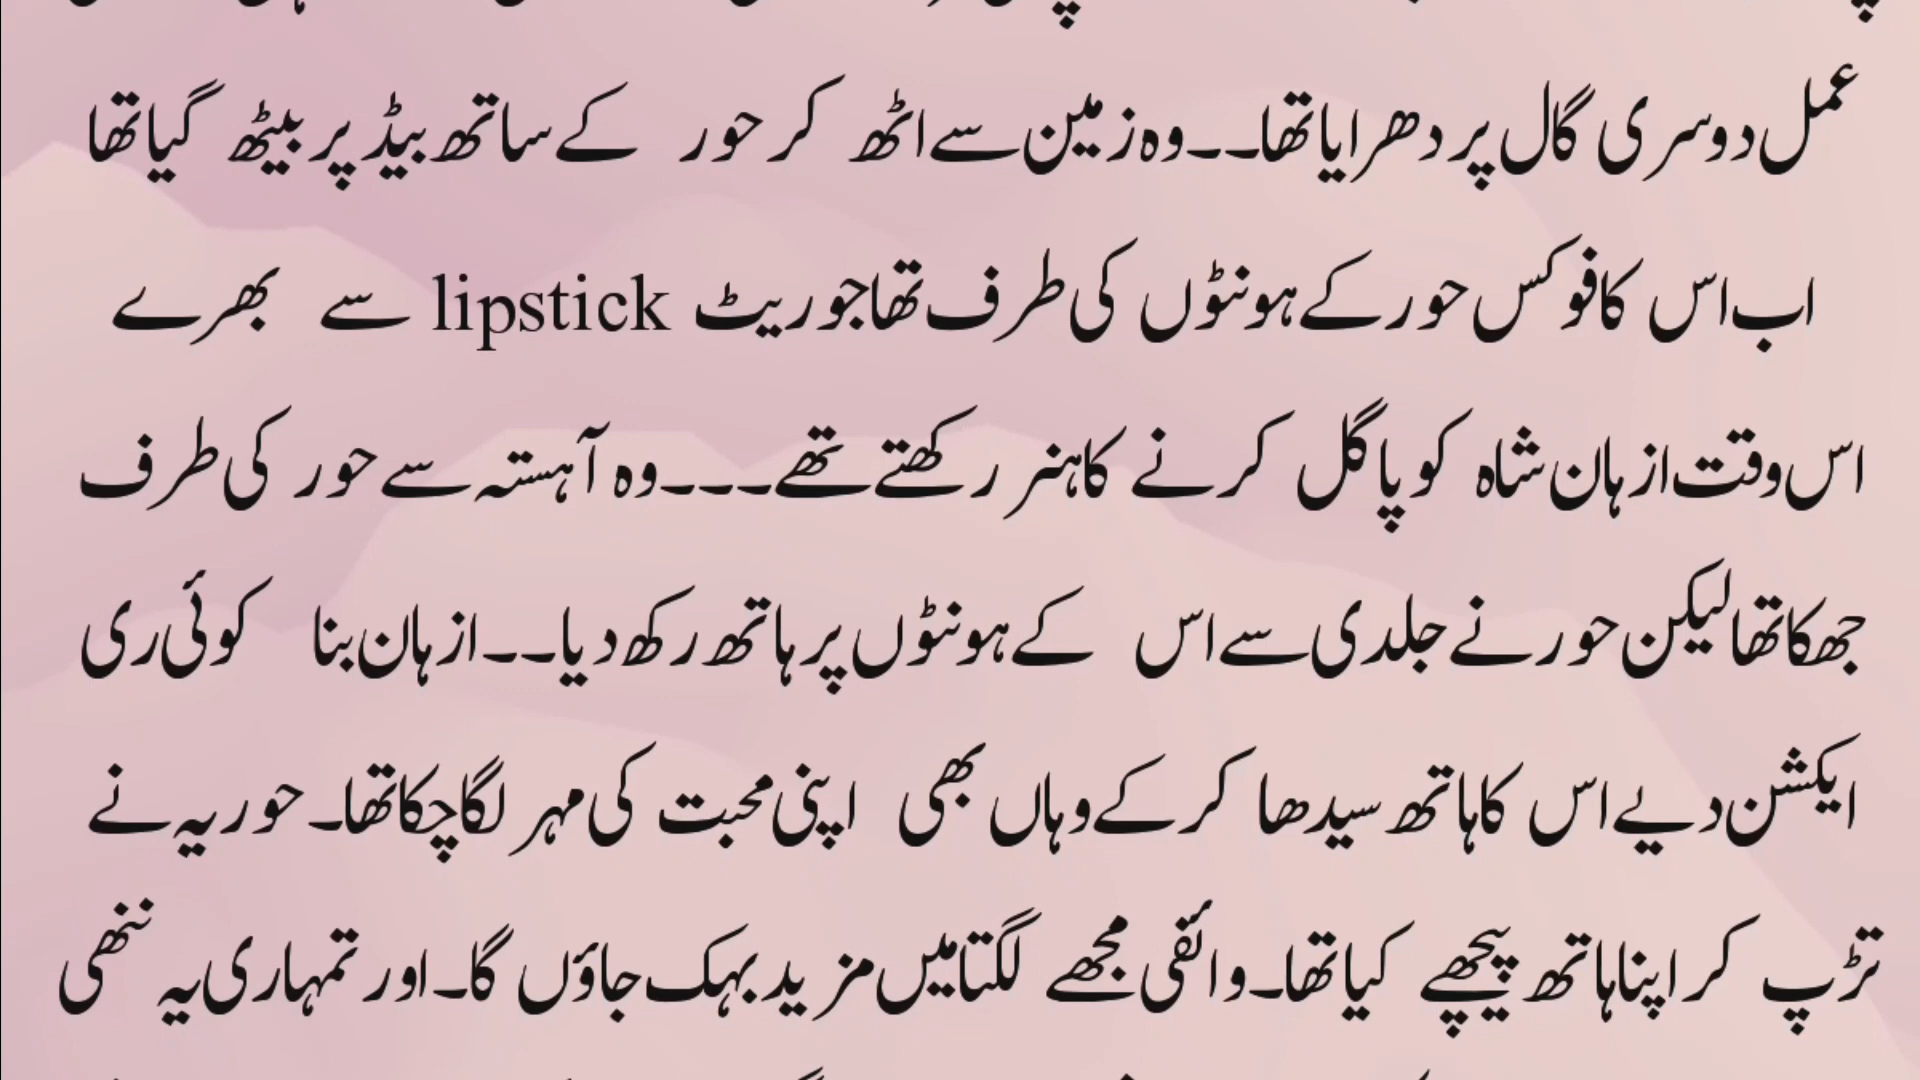 عمل دوسری گال پر دھرایا تھا۔۔وہ زمین سے اٹھ کر حور کے ساتھ بیڈ پر بیٹھ گیا تھا
اب اس کا فوکس حور کے ہونٹوں کی طرف تھا جو ریٹ lipstick سے بھرے
اس وقت ازہان شاہ کو پاگل کرنے کا ہنر رکھتے تھے۔۔۔وہ آہستہ سے حور کی طرف
جھکا تھا لیکن حور نے جلدی سے اس کے ہونٹوں پر ہاتھ رکھ دیا۔۔ازہان بنا کوئی ری
ایکشن دیے اس کا ہاتھ سیدھا کر کے وہاں بھی اپنی محبت کی مہر لگا چکا تھا۔حوریہ نے
تڑپ کر اپنا ہاتھ پیچھے کیا تھا۔وائقی مجھے لگتا میں مزید بہک جاؤں گا۔اور تمہاری یہ ننھی